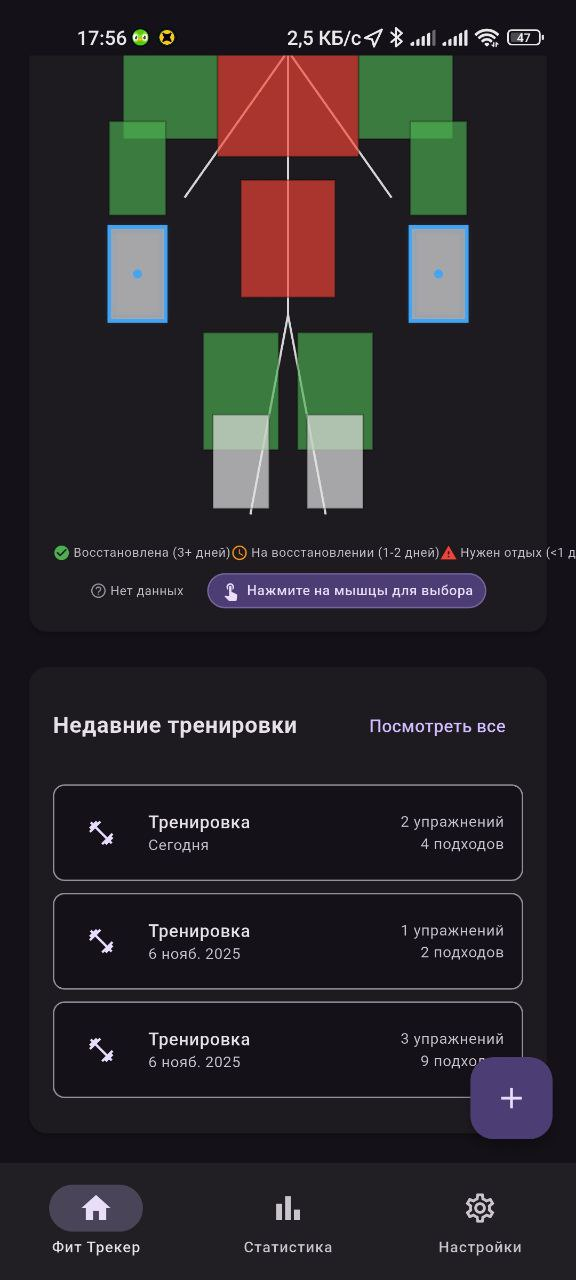 17:56 2,5 КБ/с 47
Восстановлена (3+ дней) На восстановлении (1-2 дней) Нужен отдых (<1 д
Нет данных Нажмите на мышцы для выбора
Недавние тренировки Посмотреть все
Тренировка 2 упражнений
Сегодня 4 подходов
Тренировка 1 упражнений
6 нояб. 2025 2 подходов
Тренировка 3 упражнений
6 нояб. 2025 9 подход
Фит Трекер Статистика Настройки